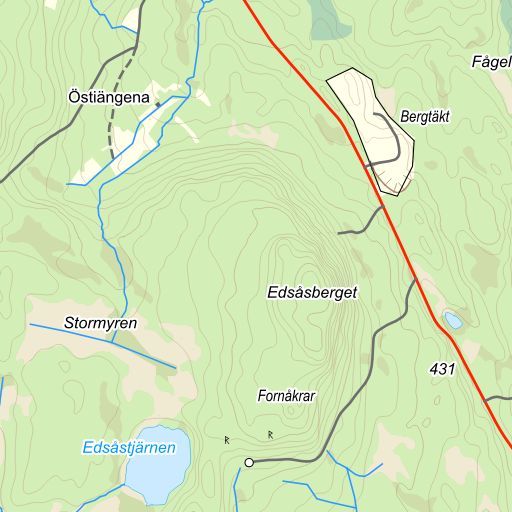 Fågel
Östiängena
Bergtäkt
Edsåsberget
Stormyren
431
Fornåkrar
Edsåstjärnen
R
R